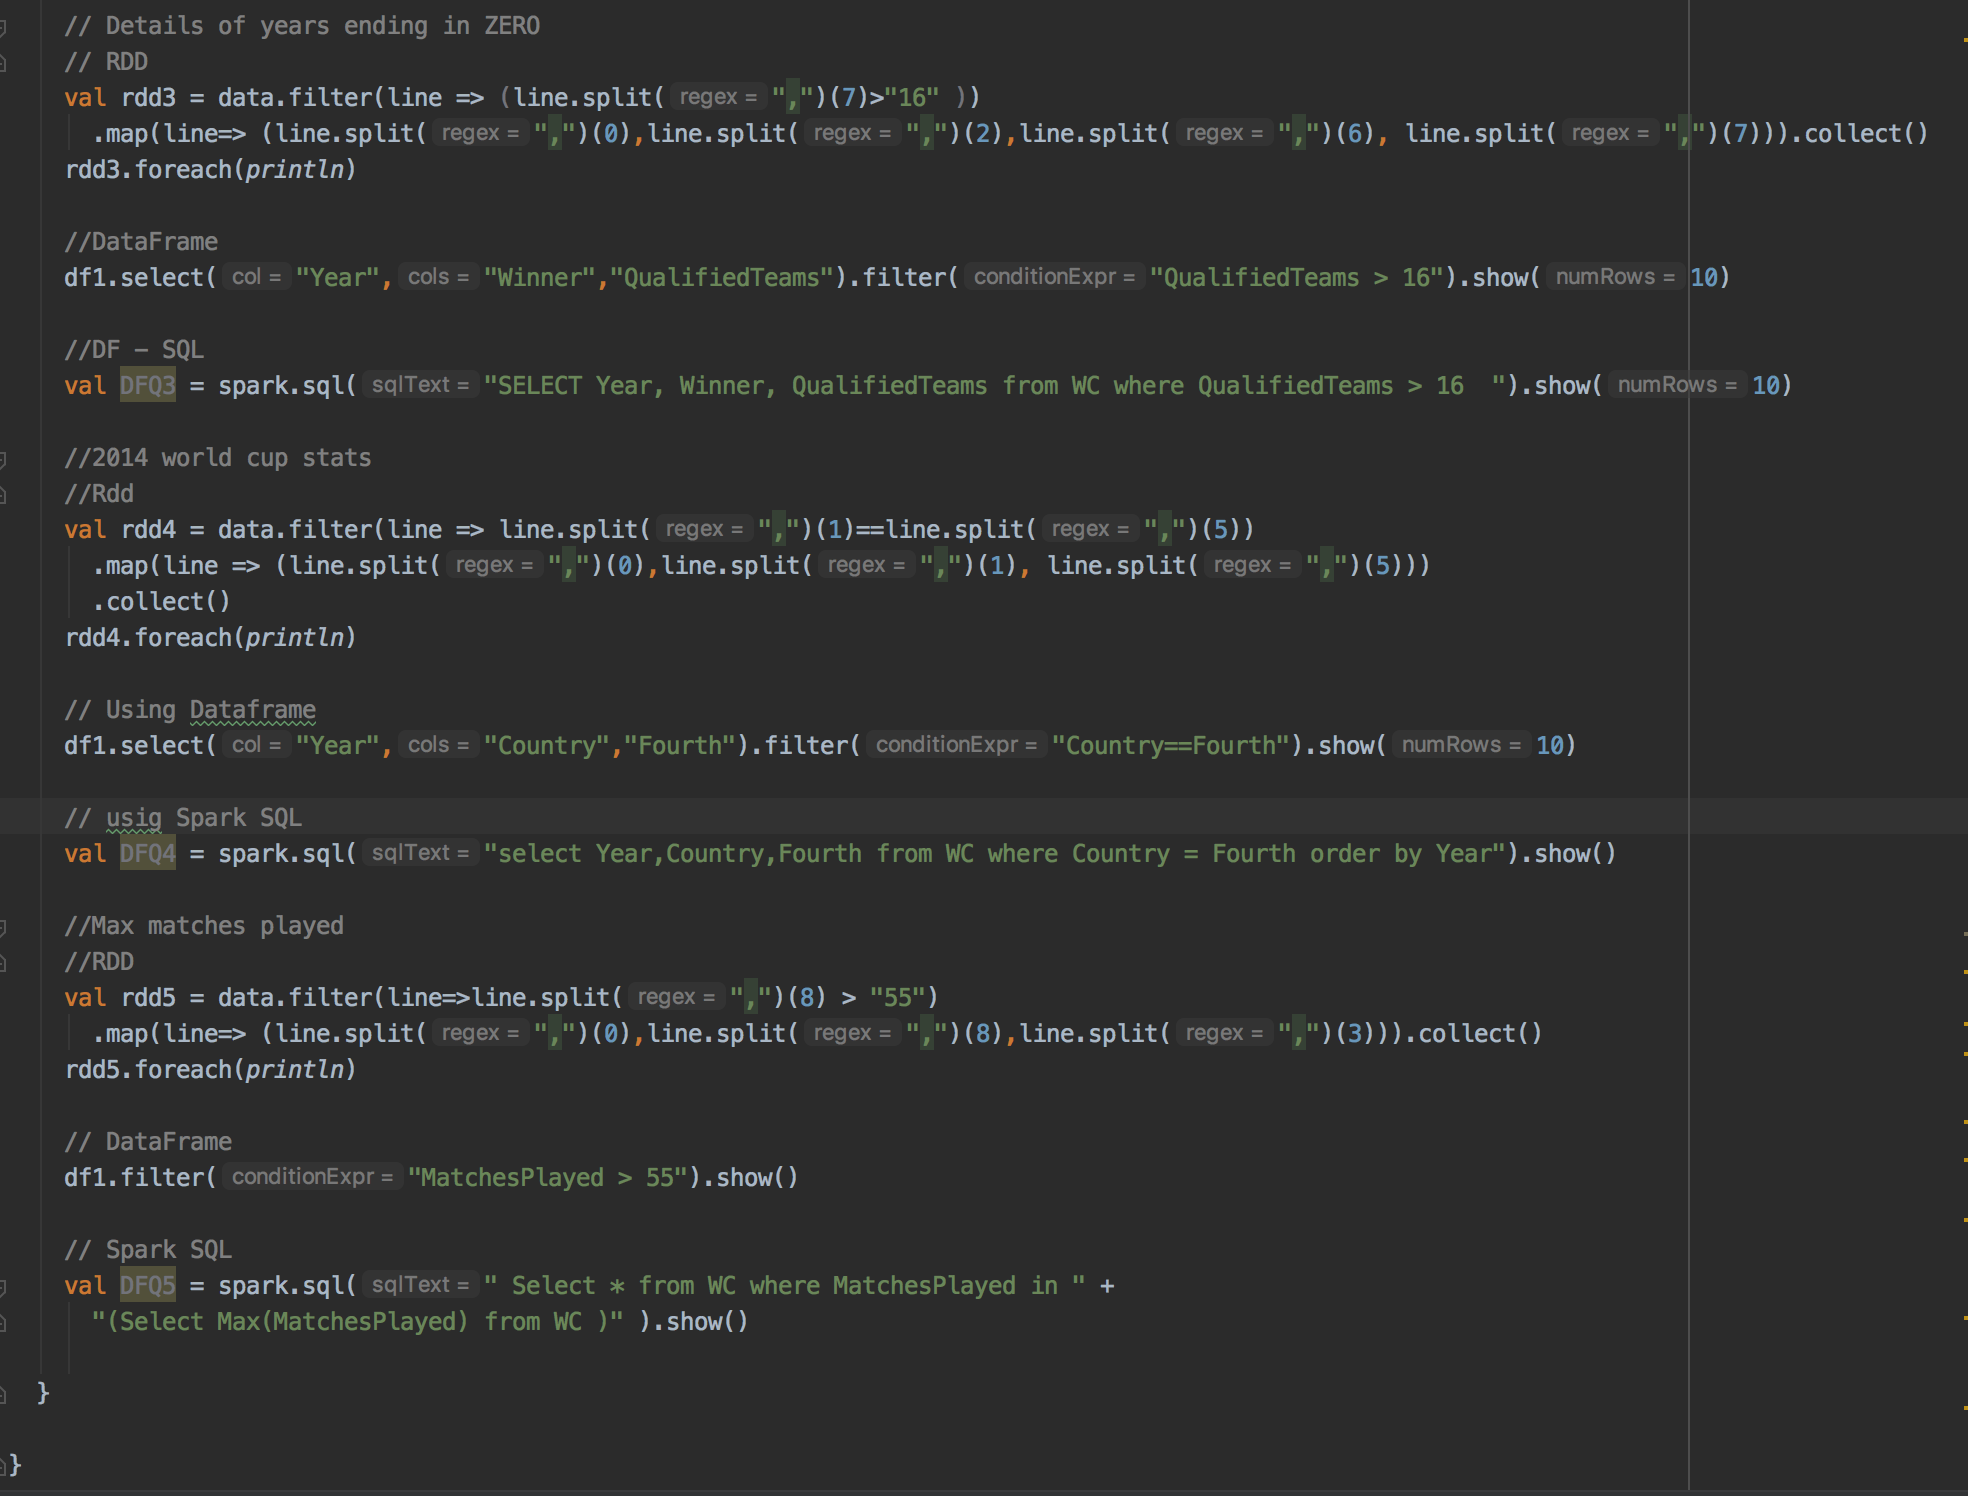 // Details of years ending in ZERO
// RDD
val rdd3 = data.filter(line => (line.split( regex = ",")(7)>"16" ))
.map(line=> (line.split( regex = ",")(0),line.split( regex = ",")(2),line.split( regex = ",")(6), line.split( regex = ",")(7))).collect()
rdd3.foreach(println)
//DataFrame
df1.select( col = "Year", cols = "Winner","QualifiedTeams").filter( conditionExpr = "QualifiedTeams > 16").show( numRows = 10)
//DF - SQL
val DFQ3 = spark.sql( sqlText = "SELECT Year, Winner, QualifiedTeams from WC where QualifiedTeams > 16  ").show( numRows = 10)
//2014 world cup stats
//Rdd
val rdd4 = data.filter(line => line.split( regex = ",")(1)==line.split( regex = ",")(5))
.map(line => (line.split( regex = ",")(0),line.split( regex = ",")(1), line.split( regex = ",")(5)))
.collect()
rdd4.foreach(println)
// Using Dataframe
df1.select( col = "Year", cols = "Country","Fourth").filter( conditionExpr = "Country==Fourth").show( numRows = 10)
// usig Spark SQL
val DFQ4 = spark.sql( sqlText = "select Year,Country,Fourth from WC where Country = Fourth order by Year").show()
//Max matches played
//RDD
val rdd5 = data.filter(line=>line.split( regex = ",")(8) > "55")
.map(line=> (line.split( regex = ",")(0),line.split( regex = ",")(8),line.split( regex = ",")(3))).collect()
rdd5.foreach(println)
// DataFrame
df1.filter( conditionExpr = "MatchesPlayed > 55").show()
// Spark SQL
val DFQ5 = spark.sql( sqlText = " Select * from WC where MatchesPlayed in " +
"(Select Max(MatchesPlayed) from WC )" ).show()
}
}